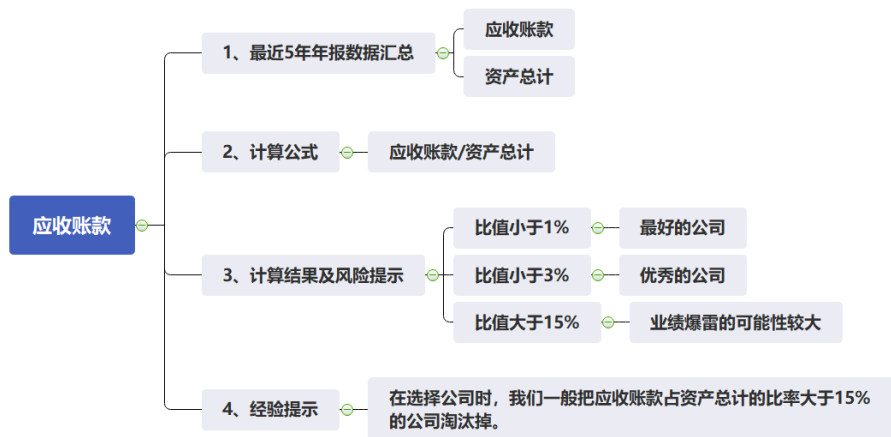 应收账款
1、最近5年年报数据汇总
应收账款
资产总计
2、计算公式
应收账款/资产总计
3、计算结果及风险提示
比值小于1%
最好的公司
比值小于3%
优秀的公司
比值大于15%
业绩爆雷的可能性较大
4、经验提示
在选择公司时，我们一般把应收账款占资产总计的比率大于15%
的公司淘汰掉。